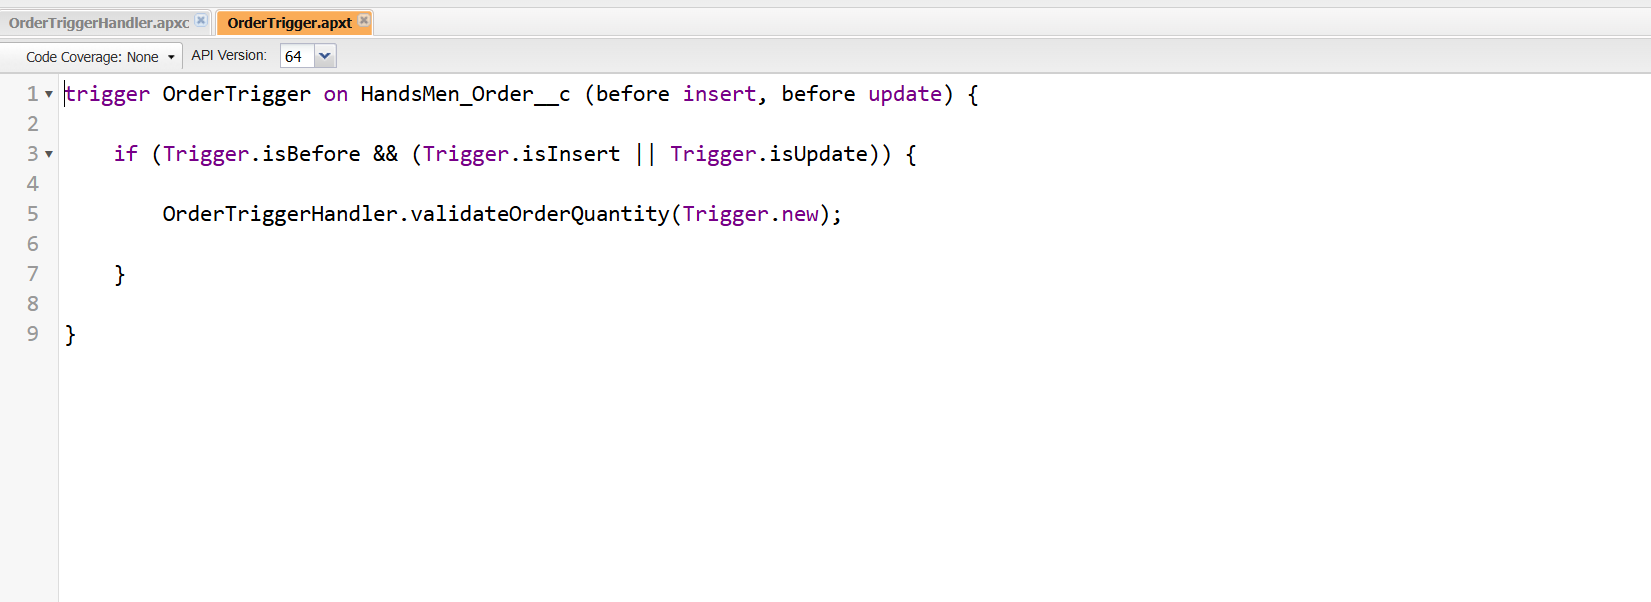 OrderTriggerHandler.apxc OrderTrigger.apxt
Code Coverage: None API Version: 64
1 trigger OrderTrigger on HandsMen_Order__c (before insert, before update) {
2
3 if (Trigger.isBefore && (Trigger.isInsert || Trigger.isUpdate)) {
4
5 OrderTriggerHandler.validateOrderQuantity(Trigger.new);
6
7 }
8
9 }